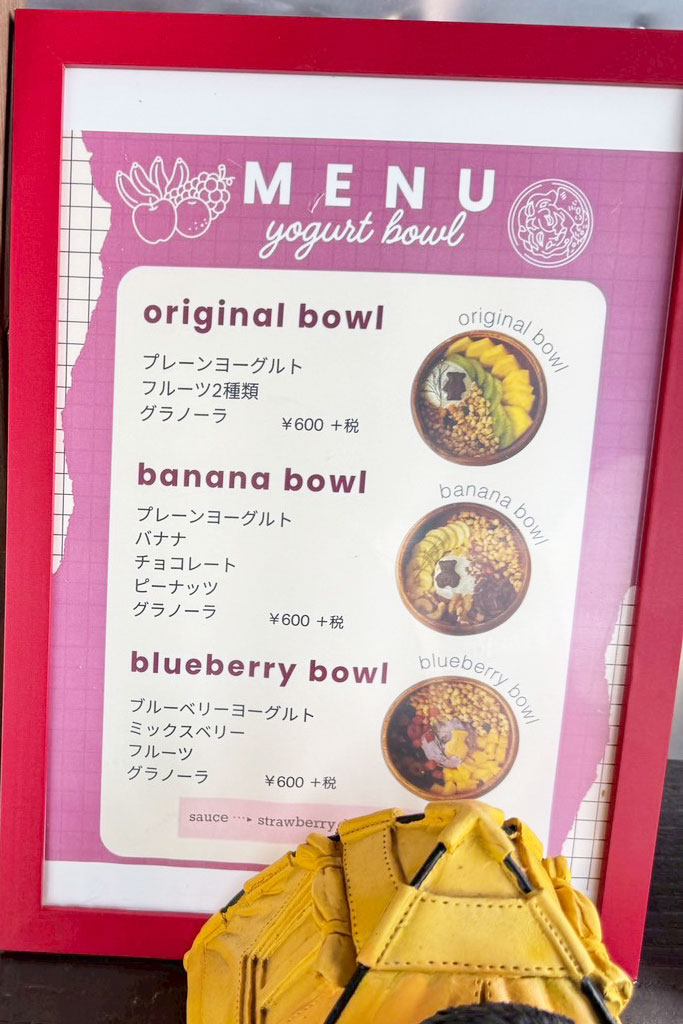 MENU
yogurt bowl
original bowl
プレーンヨーグルト
フルーツ2種類
グラノーラ
¥600 +税
original bowl
banana bowl
プレーンヨーグルト
バナナ
チョコレート
ピーナッツ
グラノーラ
¥600 +税
banana bowl
blueberry bowl
ブルーベリーヨーグルト
ミックスベリー
フルーツ
グラノーラ
¥600 +税
blueberry bowl
sauce ···▸ strawberry